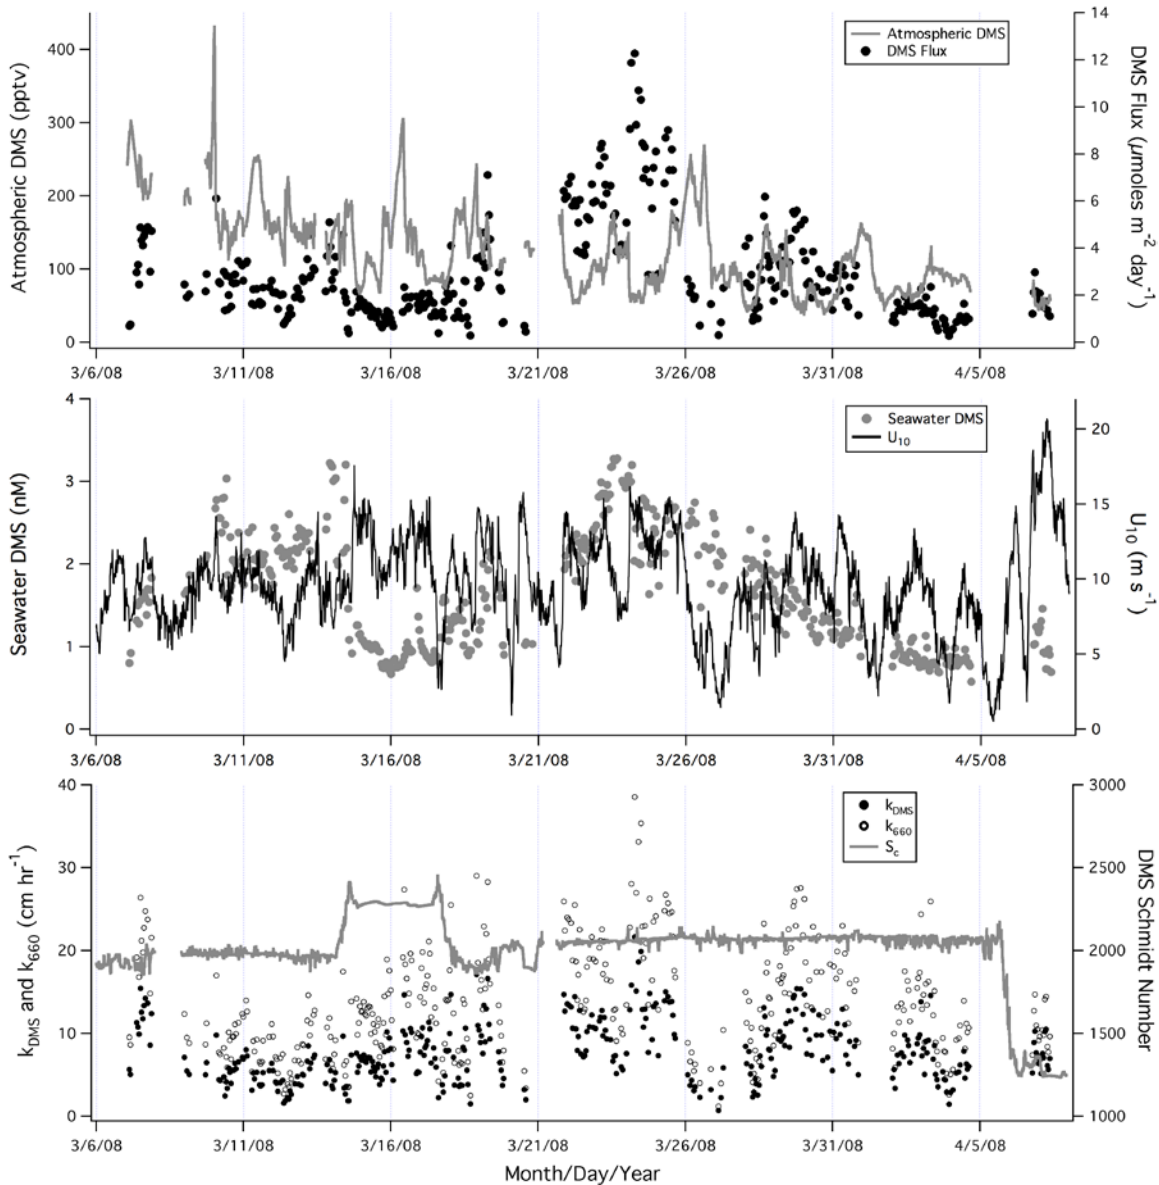 Atmospheric DMS (pptv)
400
300
200
100
0
Atmospheric DMS
DMS Flux
14
12
10
8
6
4
2
0
DMS Flux (μmoles m-2 day-1)
3/6/08 3/11/08 3/16/08 3/21/08 3/26/08 3/31/08 4/5/08
Seawater DMS (nM)
4
3
2
1
0
Seawater DMS
U10
20
15
10
5
0
U10 (m s-1)
3/6/08 3/11/08 3/16/08 3/21/08 3/26/08 3/31/08 4/5/08
kDMS and k660 (cm hr-1)
40
30
20
10
0
kDMS
k660
Sc
3000
2500
2000
1500
1000
DMS Schmidt Number
3/6/08 3/11/08 3/16/08 3/21/08 3/26/08 3/31/08 4/5/08
Month/Day/Year